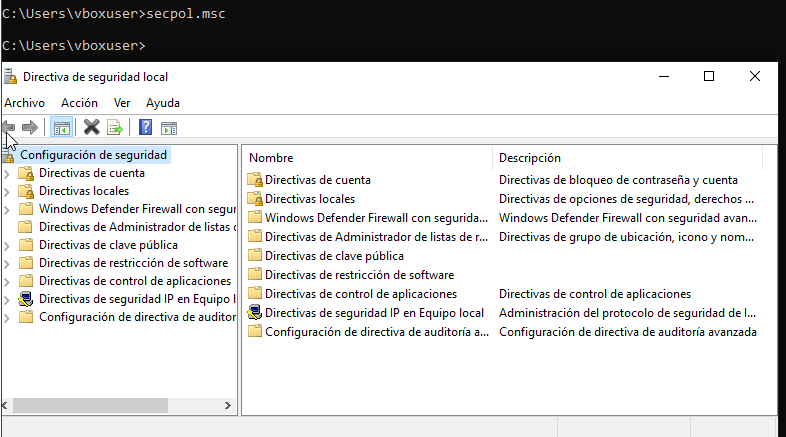 C:\Users\vboxuser>secpol.msc
C:\Users\vboxuser>
Directiva de seguridad local
Archivo Acción Ver Ayuda
Configuración de seguridad
Directivas de cuenta
Directivas locales
Windows Defender Firewall con segur
Directivas de Administrador de listas d
Directivas de clave pública
Directivas de restricción de software
Directivas de control de aplicaciones
Directivas de seguridad IP en Equipo l
Configuración de directiva de auditor
Nombre Descripción
Directivas de cuenta Directivas de bloqueo de contraseña y cuenta
Directivas locales Directivas de opciones de seguridad, derechos ...
Windows Defender Firewall con segurida... Windows Defender Firewall con seguridad avan...
Directivas de Administrador de listas de r... Directivas de grupo de ubicación, icono y nom...
Directivas de clave pública
Directivas de restricción de software
Directivas de control de aplicaciones Directivas de control de aplicaciones
Directivas de seguridad IP en Equipo local Administración del protocolo de seguridad de I...
Configuración de directiva de auditoría a... Configuración de directiva de auditoría avanzada